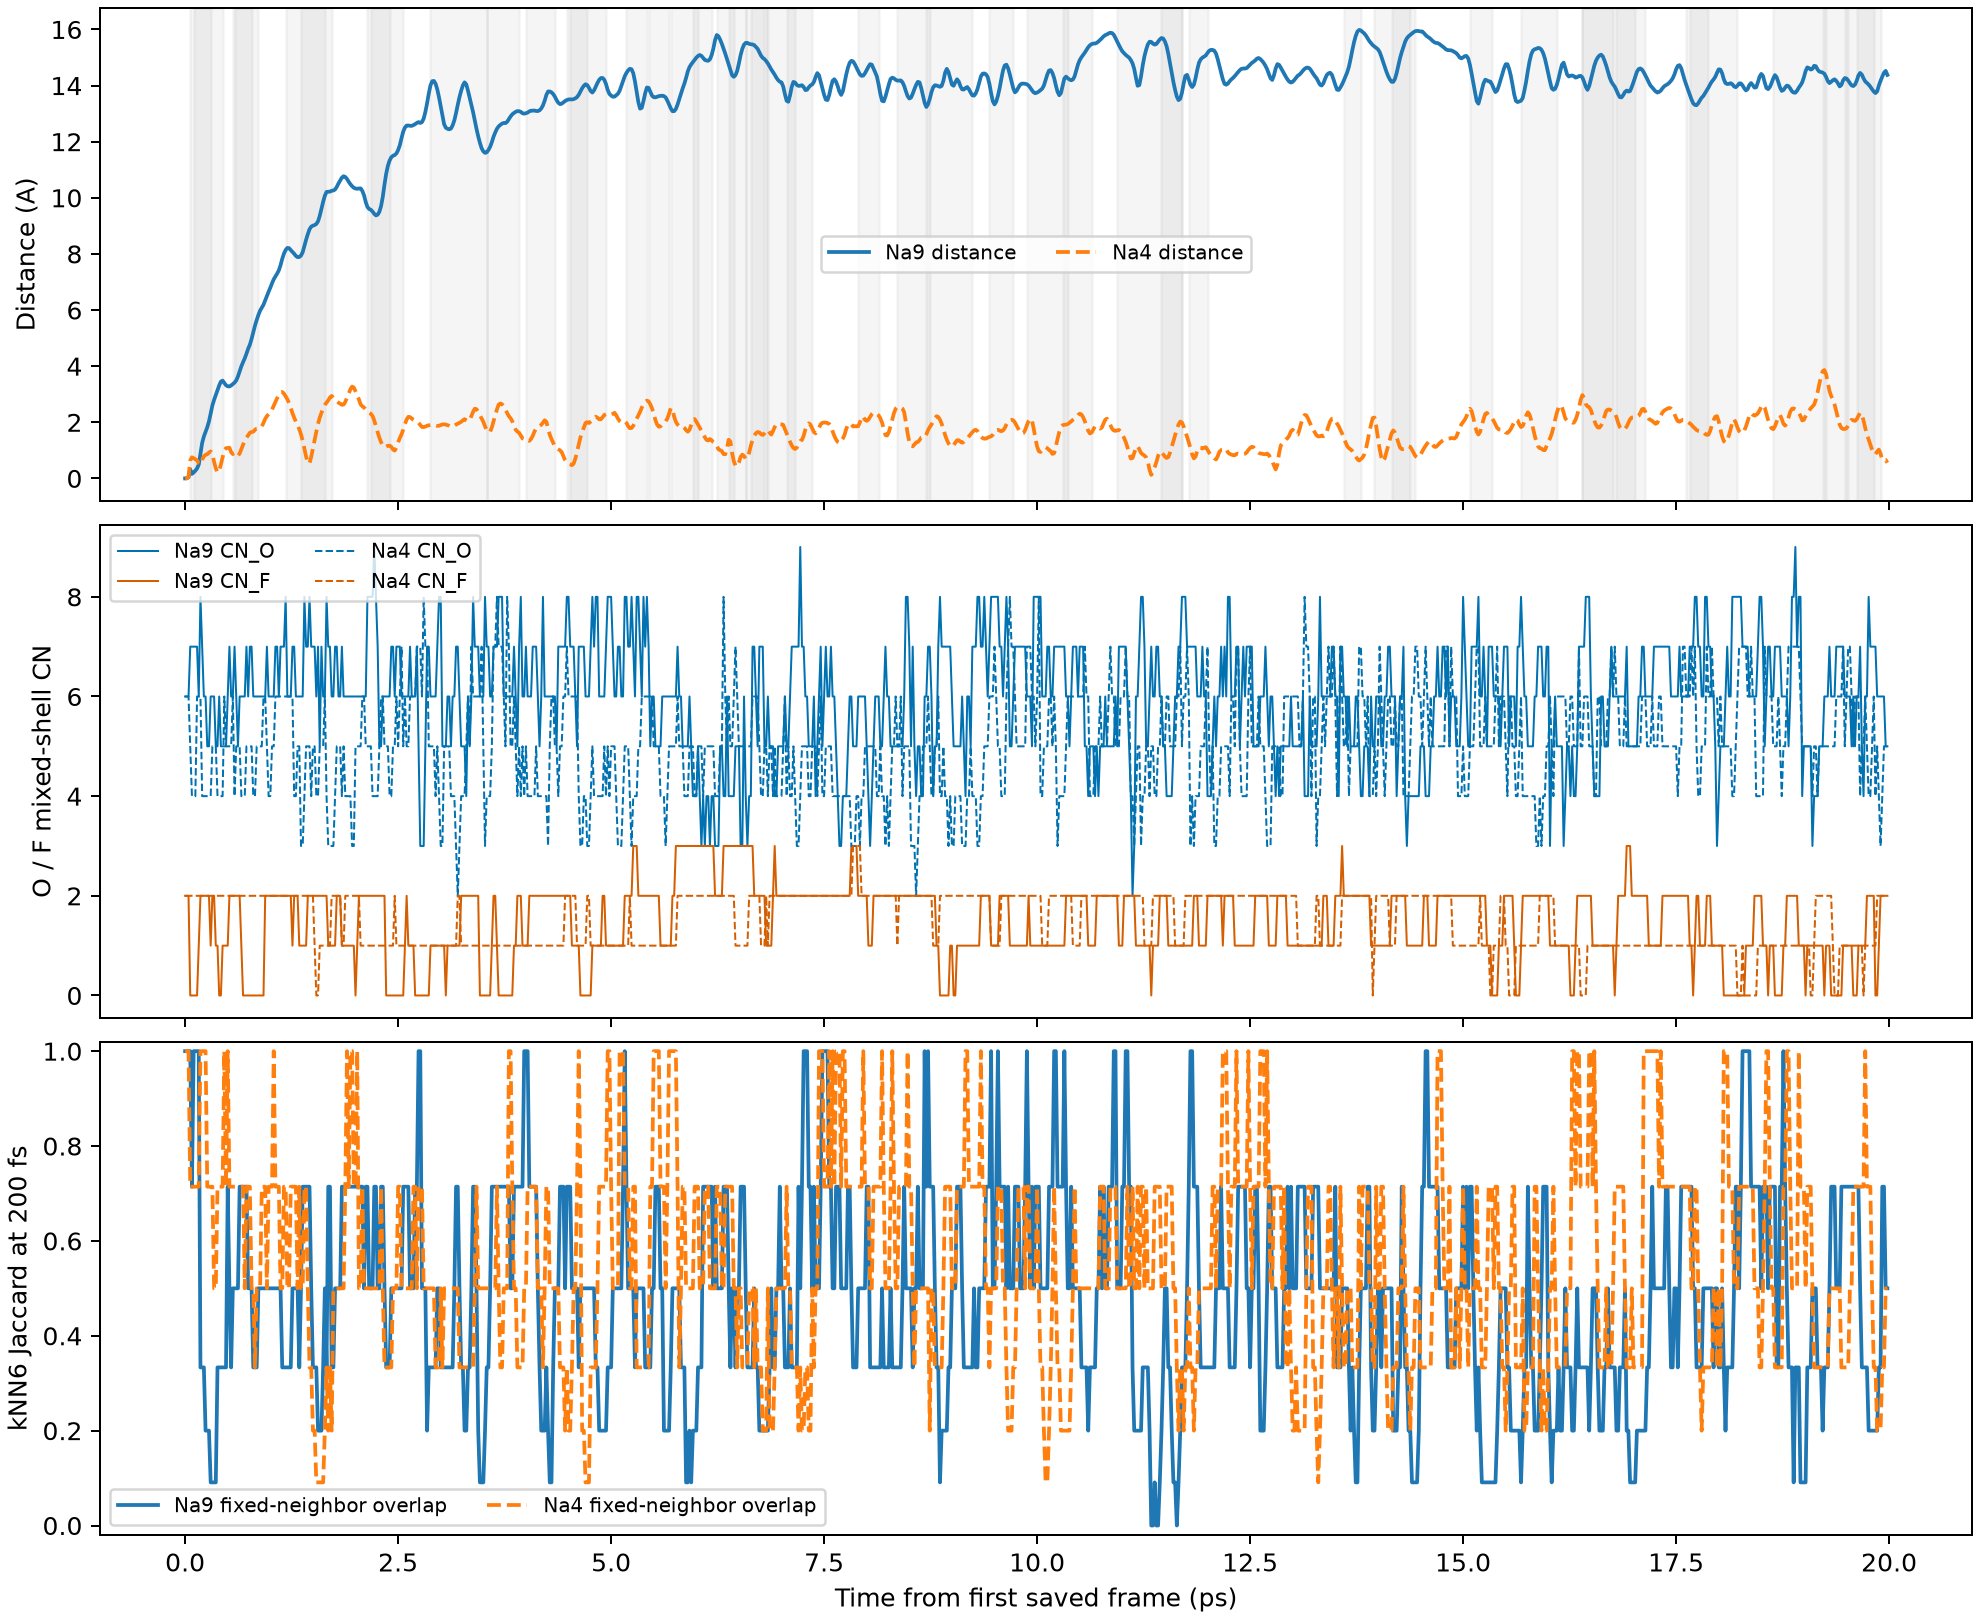 16
14
12
10
8
6
4
2
0
Distance (A)
Na9 distance
Na4 distance
Na9 CN_O
Na4 CN_O
Na9 CN_F
Na4 CN_F
8
6
4
2
0
O / F mixed-shell CN
1.0
0.8
0.6
0.4
0.2
0.0
kNN6 Jaccard at 200 fs
Na9 fixed-neighbor overlap
Na4 fixed-neighbor overlap
0.0
2.5
5.0
7.5
10.0
12.5
15.0
17.5
20.0
Time from first saved frame (ps)